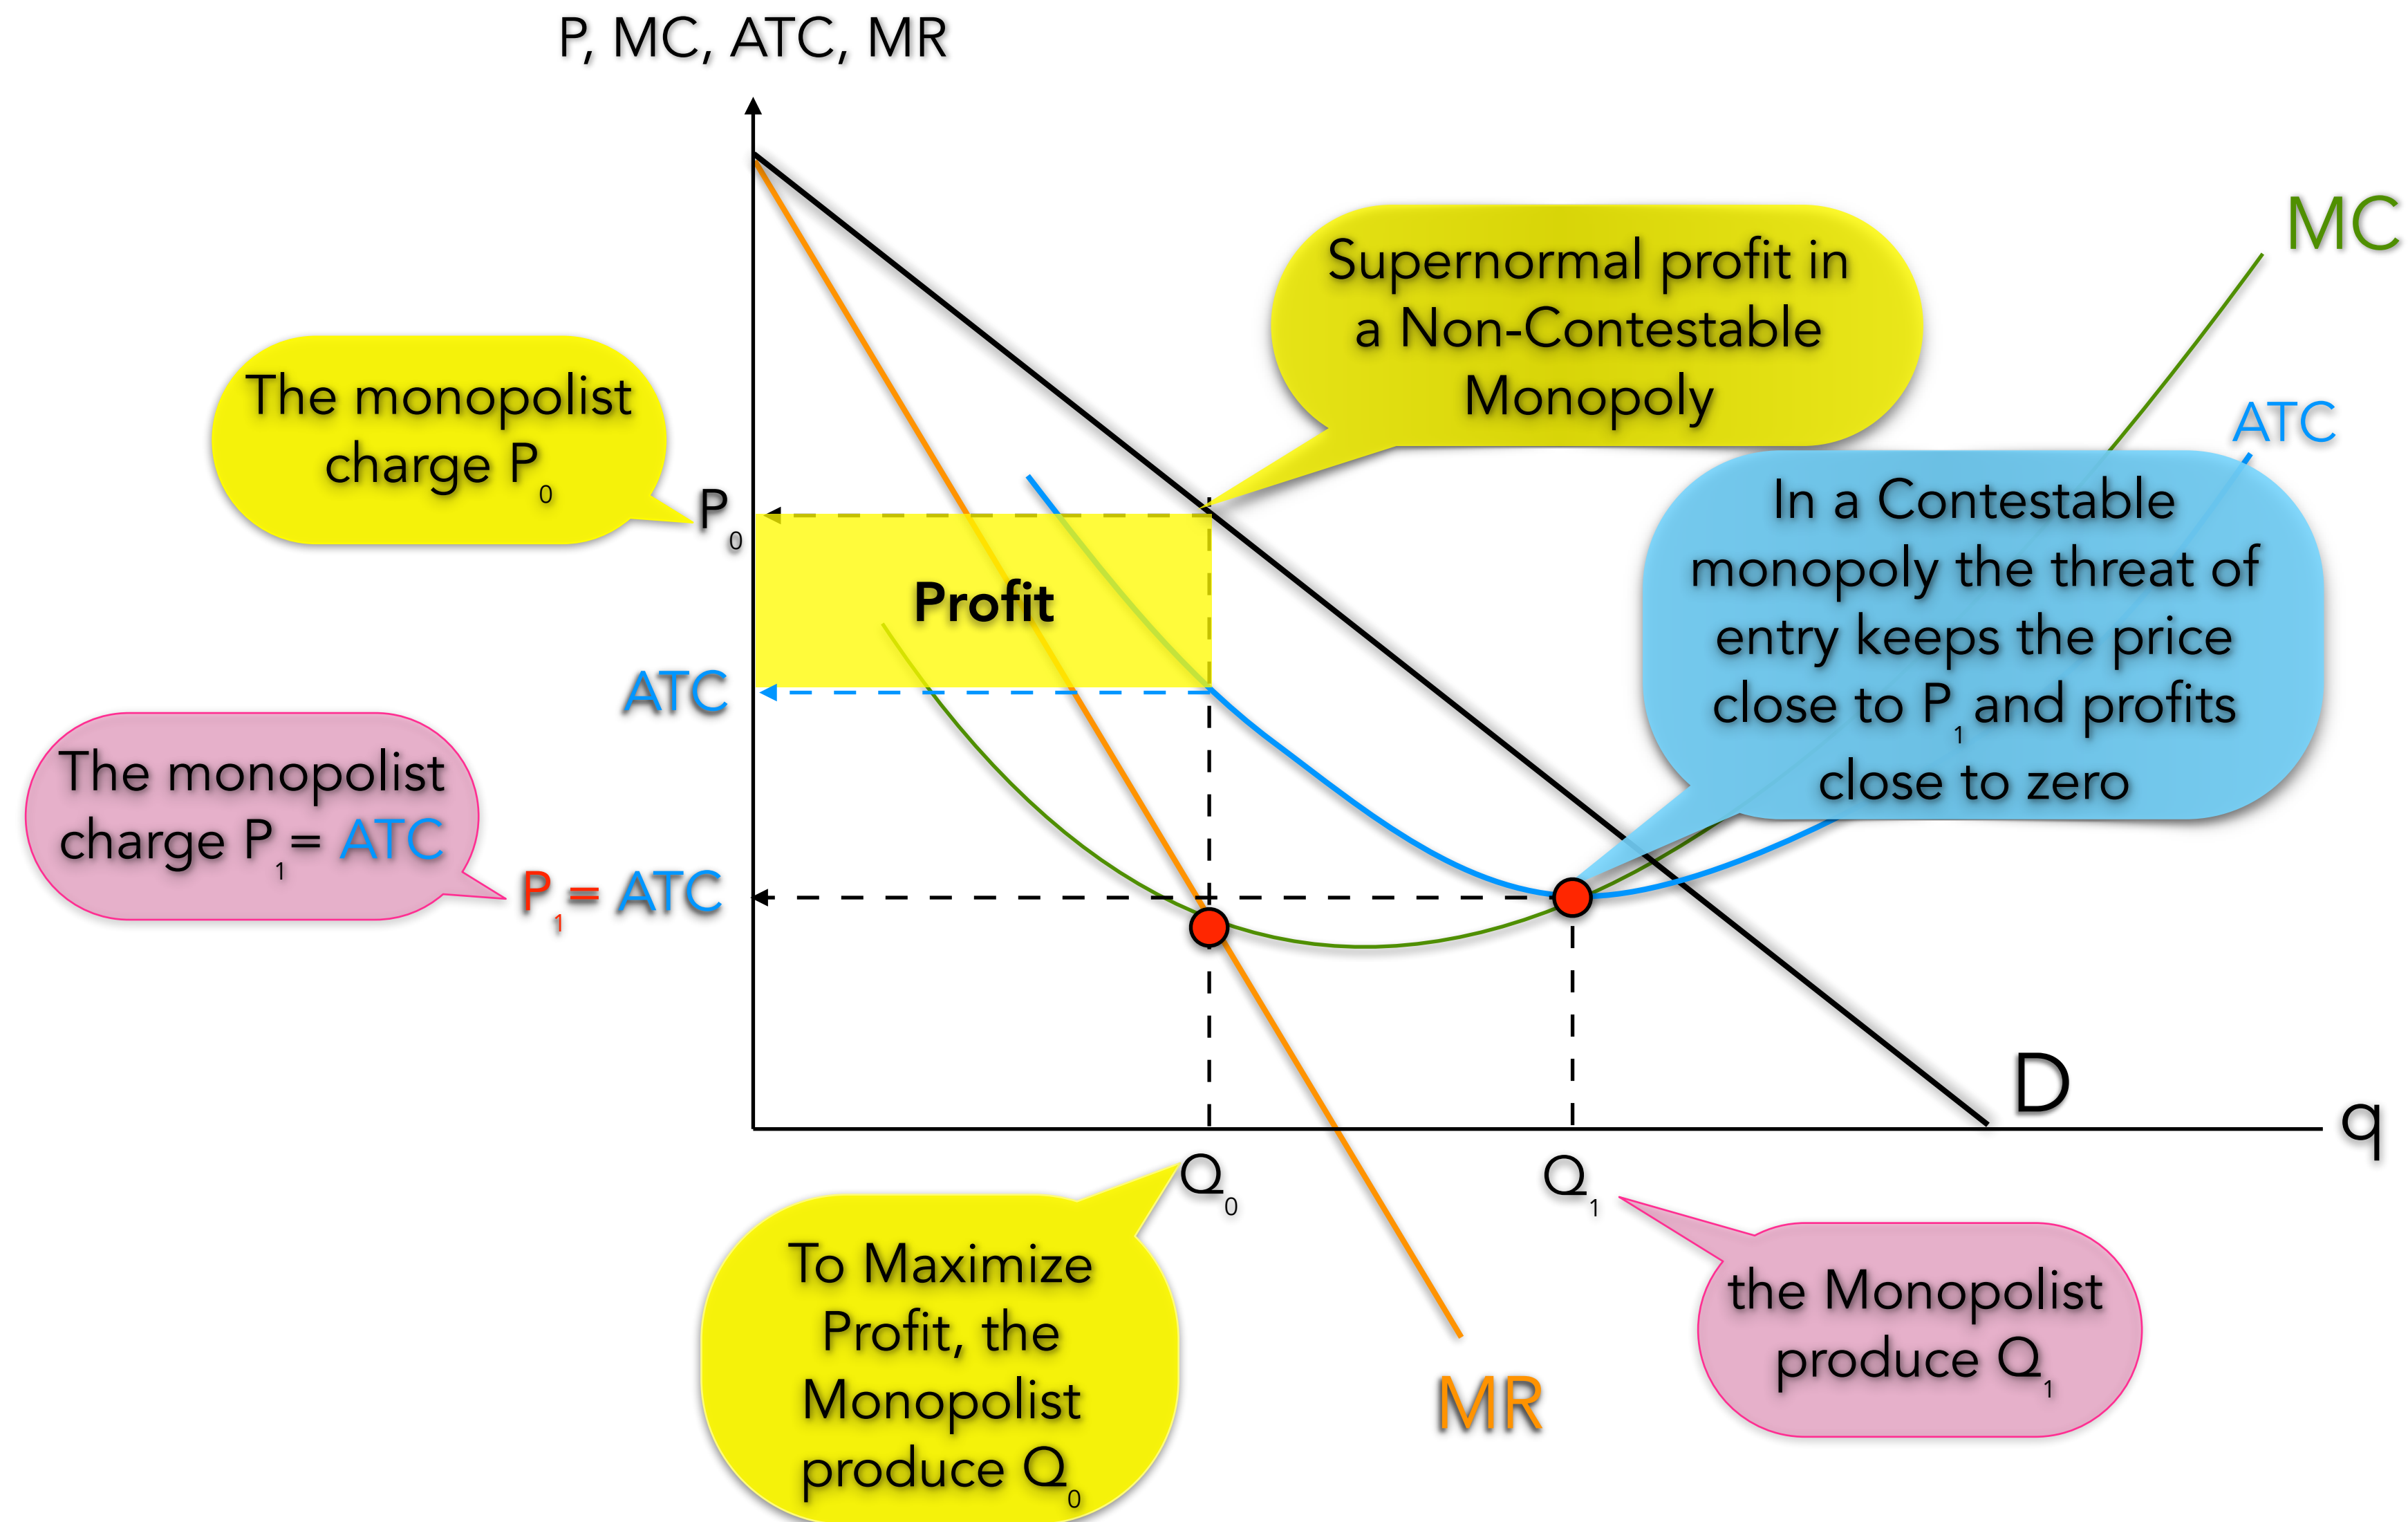 P, MC, ATC, MR
MC
Supernormal profit in
a Non-Contestable
Monopoly
The monopolist
charge P₀
ATC
P₀
In a Contestable
monopoly the threat of
entry keeps the price
close to P₁ and profits
close to zero
Profit
ATC
The monopolist
charge P₁= ATC
P₁= ATC
D
q
Q₀
Q₁
To Maximize
Profit, the
Monopolist
produce Q₀
the Monopolist
produce Q₁
MR